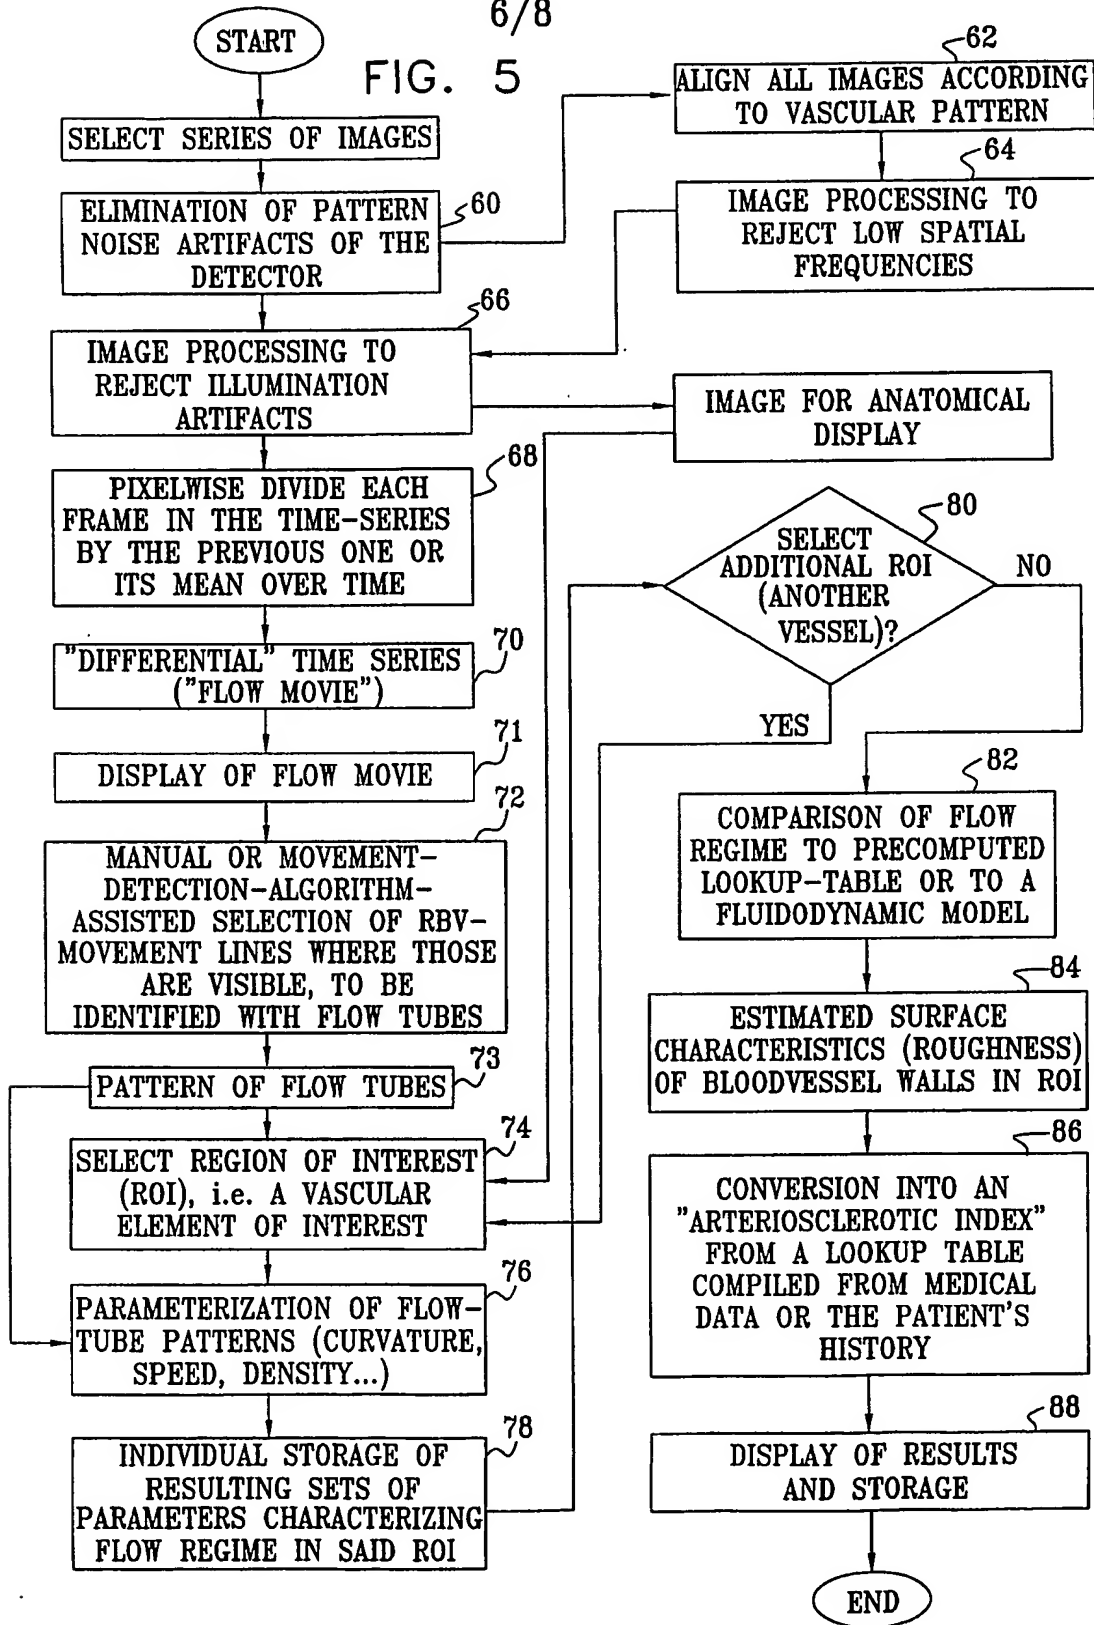 6/8
FIG. 5
START
SELECT SERIES OF IMAGES
ELIMINATION OF PATTERN
NOISE ARTIFACTS OF THE
DETECTOR
60
62
ALIGN ALL IMAGES ACCORDING
TO VASCULAR PATTERN
64
IMAGE PROCESSING TO
REJECT LOW SPATIAL
FREQUENCIES
66
IMAGE PROCESSING TO
REJECT ILLUMINATION
ARTIFACTS
IMAGE FOR ANATOMICAL
DISPLAY
68
PIXELWISE DIVIDE EACH
FRAME IN THE TIME-SERIES
BY THE PREVIOUS ONE OR
ITS MEAN OVER TIME
70
"DIFFERENTIAL" TIME SERIES
("FLOW MOVIE")
71
DISPLAY OF FLOW MOVIE
72
MANUAL OR MOVEMENT-
DETECTION-ALGORITHM-
ASSISTED SELECTION OF RBV-
MOVEMENT LINES WHERE THOSE
ARE VISIBLE, TO BE
IDENTIFIED WITH FLOW TUBES
73
PATTERN OF FLOW TUBES
74
SELECT REGION OF INTEREST
(ROI), i.e. A VASCULAR
ELEMENT OF INTEREST
76
PARAMETERIZATION OF FLOW-
TUBE PATTERNS (CURVATURE,
SPEED, DENSITY...)
78
INDIVIDUAL STORAGE OF
RESULTING SETS OF
PARAMETERS CHARACTERIZING
FLOW REGIME IN SAID ROI
80
SELECT
ADDITIONAL ROI
(ANOTHER
VESSEL)?
NO
YES
82
COMPARISON OF FLOW
REGIME TO PRECOMPUTED
LOOKUP-TABLE OR TO A
FLUIDODYNAMIC MODEL
84
ESTIMATED SURFACE
CHARACTERISTICS (ROUGHNESS)
OF BLOODVESSEL WALLS IN ROI
86
CONVERSION INTO AN
"ARTERIOSCLEROTIC INDEX"
FROM A LOOKUP TABLE
COMPILED FROM MEDICAL
DATA OR THE PATIENT'S
HISTORY
88
DISPLAY OF RESULTS
AND STORAGE
END